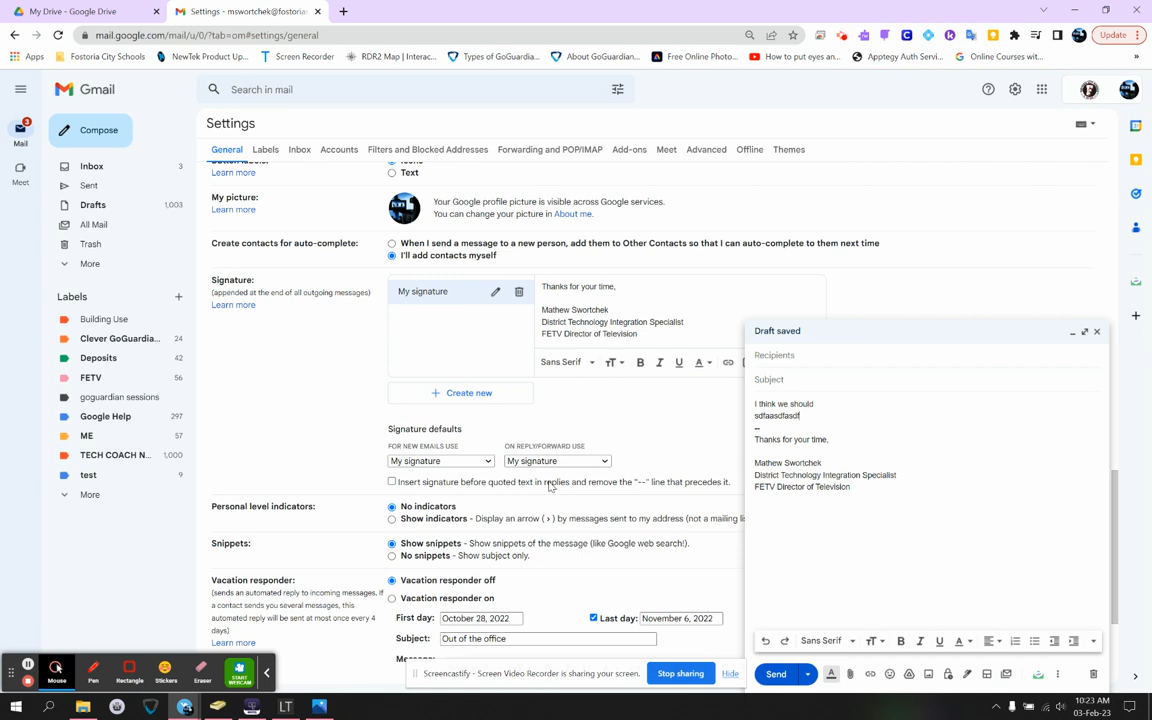 My Drive - Google Drive
Settings - mswortchek@fostoria
mail.google.com/mail/u/0/?tab=om#settings/general
Update
Apps
Fostoria City Schools
NewTek Product Up...
Screen Recorder
RDR2 Map | Interac...
Types of GoGuardia...
About GoGuardian...
Free Online Photo...
How to put eyes an...
Apptegy Auth Servi...
Online Courses wit...
Gmail
Search in mail
3
Mail
Meet
Compose
Inbox 3
Sent
Drafts 1,003
All Mail
Trash
More
Labels
Building Use
Clever GoGuardia... 24
Deposits 42
FETV 56
goguardian sessions
Google Help 297
ME 57
TECH COACH N... 1,000
test 9
More
Settings
General Labels Inbox Accounts Filters and Blocked Addresses Forwarding and POP/IMAP Add-ons Meet Advanced Offline Themes
Learn more
Text
My picture:
Learn more
Your Google profile picture is visible across Google services.
You can change your picture in About me.
Create contacts for auto-complete:
When I send a message to a new person, add them to Other Contacts so that I can auto-complete to them next time
I'll add contacts myself
Signature:
(appended at the end of all outgoing messages)
Learn more
My signature
Thanks for your time,
Mathew Swortchek
District Technology Integration Specialist
FETV Director of Television
Sans Serif
Create new
Signature defaults
FOR NEW EMAILS USE
ON REPLY/FORWARD USE
My signature
My signature
Insert signature before quoted text in replies and remove the "--" line that precedes it.
Personal level indicators:
No indicators
Show indicators - Display an arrow ( › ) by messages sent to my address (not a mailing li
Snippets:
Show snippets - Show snippets of the message (like Google web search!).
No snippets - Show subject only.
Vacation responder:
(sends an automated reply to incoming messages.
If a contact sends you several messages, this
automated reply will be sent at most once every 4
days)
Learn more
Vacation responder off
Vacation responder on
First day: October 28, 2022
Last day: November 6, 2022
Subject: Out of the office
Message:
Draft saved
Recipients
Subject
I think we should
sdfaasdfasdf
--
Thanks for your time,
Mathew Swortchek
District Technology Integration Specialist
FETV Director of Television
Sans Serif
Send
Mouse
Pen
Rectangle
Stickers
Eraser
START
VIEWCAST
Screencastify - Screen Video Recorder is sharing your screen.
Stop sharing
Hide
LT
10:23 AM
03-Feb-23